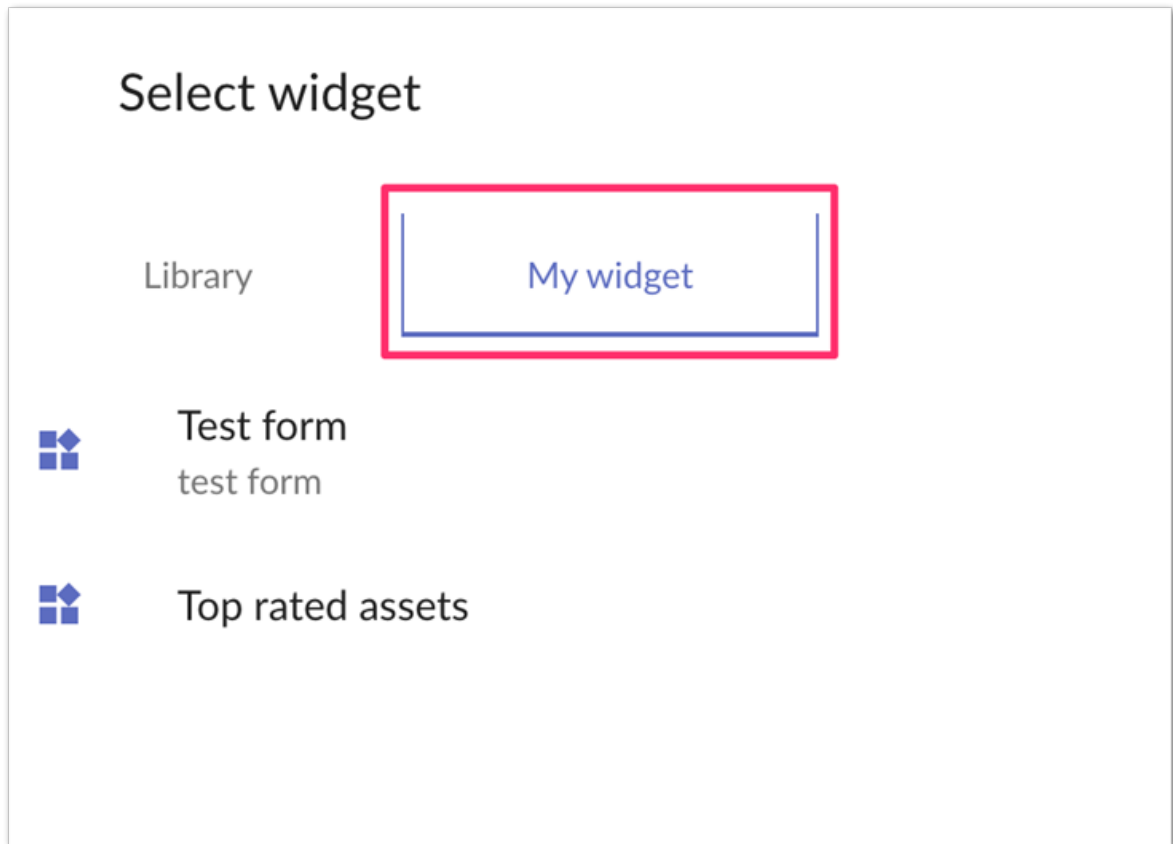 Select widget
Library
My widget
Test form
test form
Top rated assets